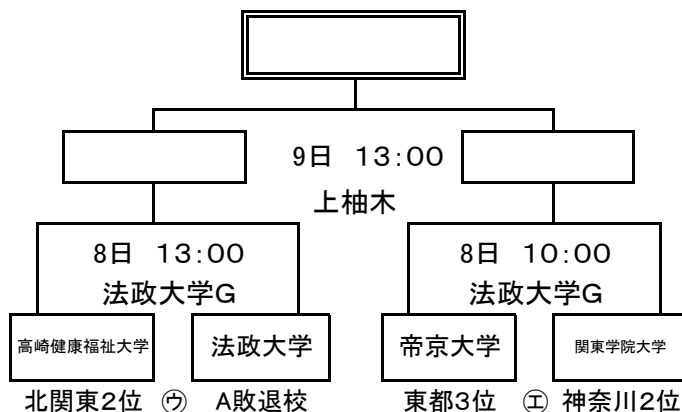 9日 13:00
上柚木
8日 13:00
法政大学G
8日 10:00
法政大学G
高崎健康福祉大学
法政大学
帝京大学
関東学院大学
北関東2位 ㋒ A敗退校
東都3位 ㋓ 神奈川2位